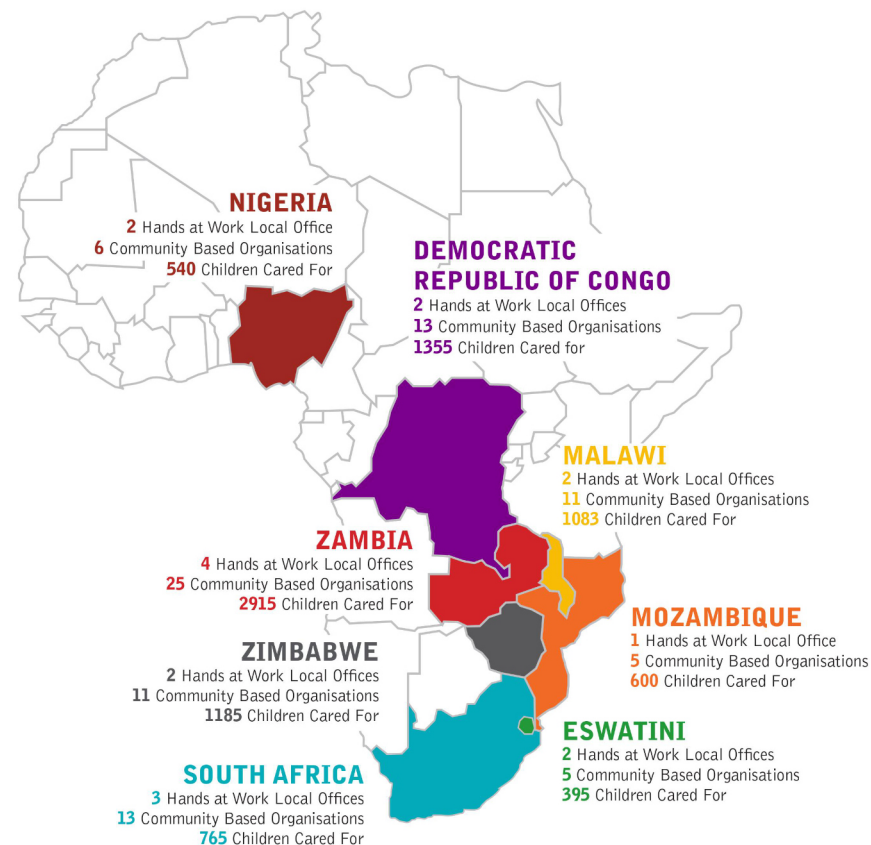 NIGERIA
2 Hands at Work Local Office
6 Community Based Organisations
540 Children Cared For
DEMOCRATIC
REPUBLIC OF CONGO
2 Hands at Work Local Offices
13 Community Based Organisations
1355 Children Cared for
MALAWI
2 Hands at Work Local Offices
11 Community Based Organisations
1083 Children Cared For
ZAMBIA
4 Hands at Work Local Offices
25 Community Based Organisations
2915 Children Cared For
MOZAMBIQUE
1 Hands at Work Local Office
5 Community Based Organisations
600 Children Cared For
ZIMBABWE
2 Hands at Work Local Offices
11 Community Based Organisations
1185 Children Cared For
ESWATINI
2 Hands at Work Local Offices
5 Community Based Organisations
395 Children Cared For
SOUTH AFRICA
3 Hands at Work Local Offices
13 Community Based Organisations
765 Children Cared For